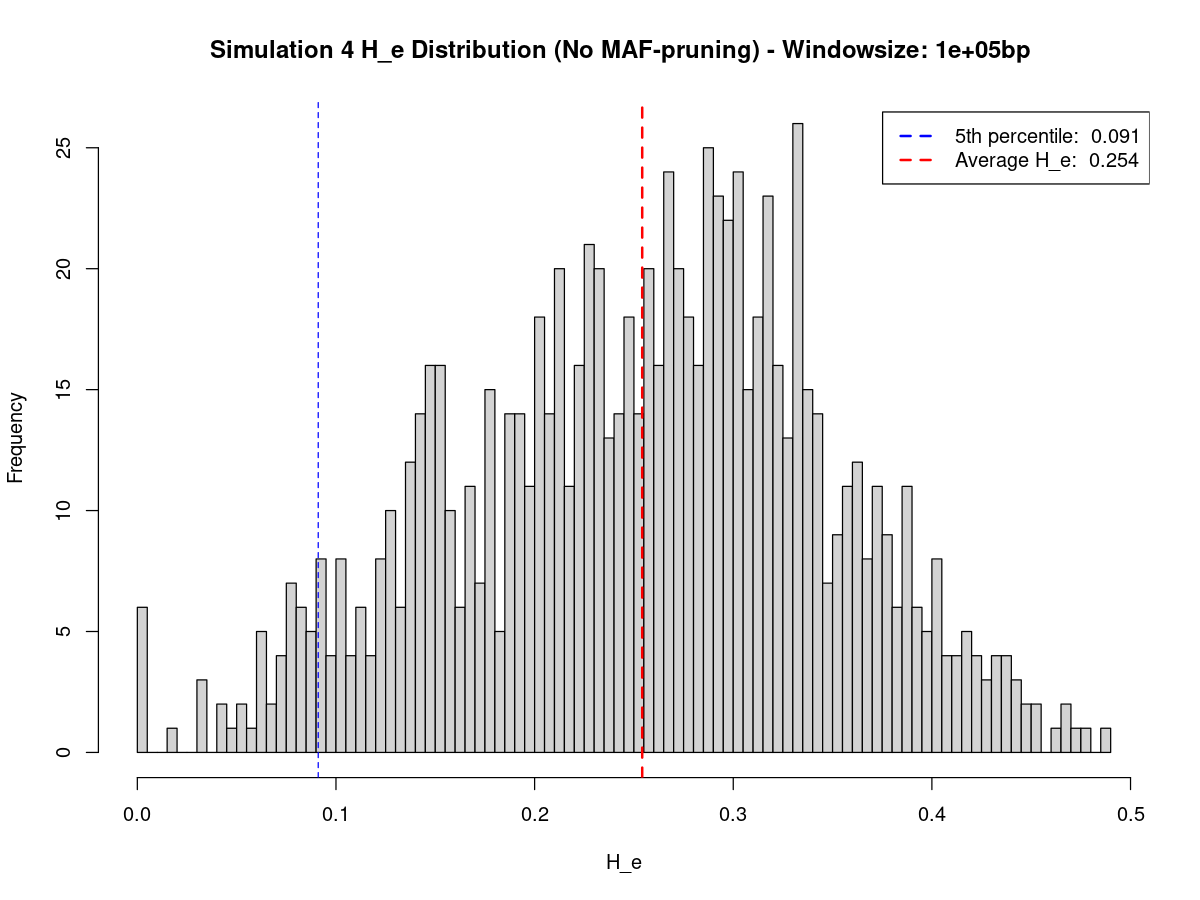 Simulation 4 H_e Distribution (No MAF-pruning) - Windowsize: 1e+05bp
5th percentile: 0.091
Average H_e: 0.254
Frequency
25
20
15
10
5
0
0.0 0.1 0.2 0.3 0.4 0.5
H_e